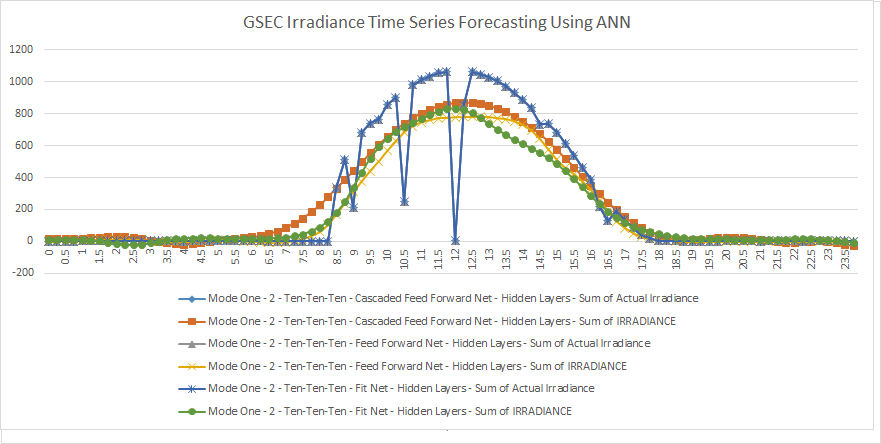 GSEC Irradiance Time Series Forecasting Using ANN
1200
1000
800
600
400
200
0
-200
0 0.5 1 1.5 2 2.5 3 3.5 4 4.5 5 5.5 6 6.5 7 7.5 8 8.5 9 9.5 10 10.5 11 11.5 12 12.5 13 13.5 14 14.5 15 15.5 16 16.5 17 17.5 18 18.5 19 19.5 20 20.5 21 21.5 22 22.5 23 23.5
Mode One - 2 - Ten-Ten-Ten - Cascaded Feed Forward Net - Hidden Layers - Sum of Actual Irradiance
Mode One - 2 - Ten-Ten-Ten - Cascaded Feed Forward Net - Hidden Layers - Sum of IRRADIANCE
Mode One - 2 - Ten-Ten-Ten - Feed Forward Net - Hidden Layers - Sum of Actual Irradiance
Mode One - 2 - Ten-Ten-Ten - Feed Forward Net - Hidden Layers - Sum of IRRADIANCE
Mode One - 2 - Ten-Ten-Ten - Fit Net - Hidden Layers - Sum of Actual Irradiance
Mode One - 2 - Ten-Ten-Ten - Fit Net - Hidden Layers - Sum of IRRADIANCE